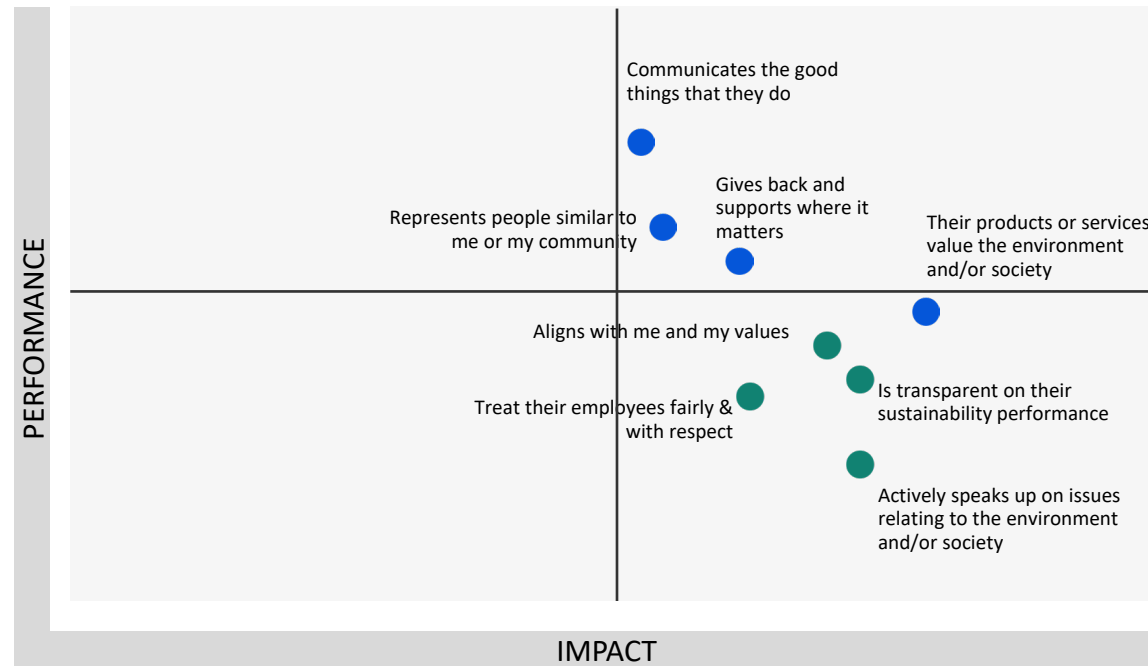 Communicates the good
things that they do
Gives back and
supports where it
matters
Represents people similar to
me or my community
Their products or services
value the environment
and/or society
PERFORMANCE
Aligns with me and my values
Is transparent on their
sustainability performance
Treat their employees fairly &
with respect
Actively speaks up on issues
relating to the environment
and/or society
IMPACT